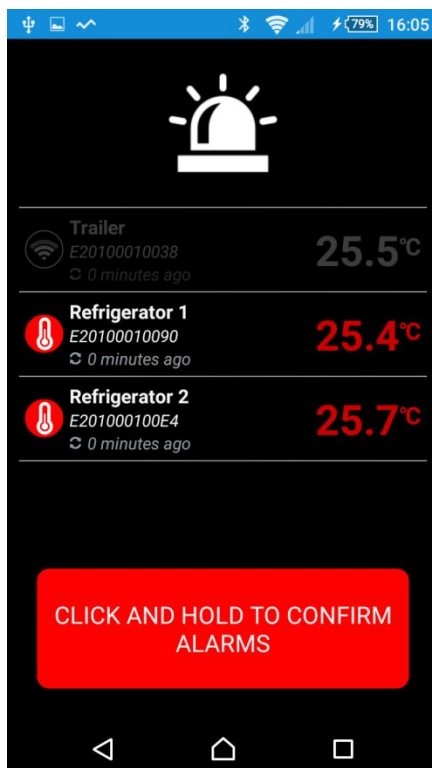 79% 16:05
Trailer
E20100010038
25.5°C
0 minutes ago
Refrigerator 1
E20100010090
25.4°C
0 minutes ago
Refrigerator 2
E201000100E4
25.7°C
0 minutes ago
CLICK AND HOLD TO CONFIRM
ALARMS